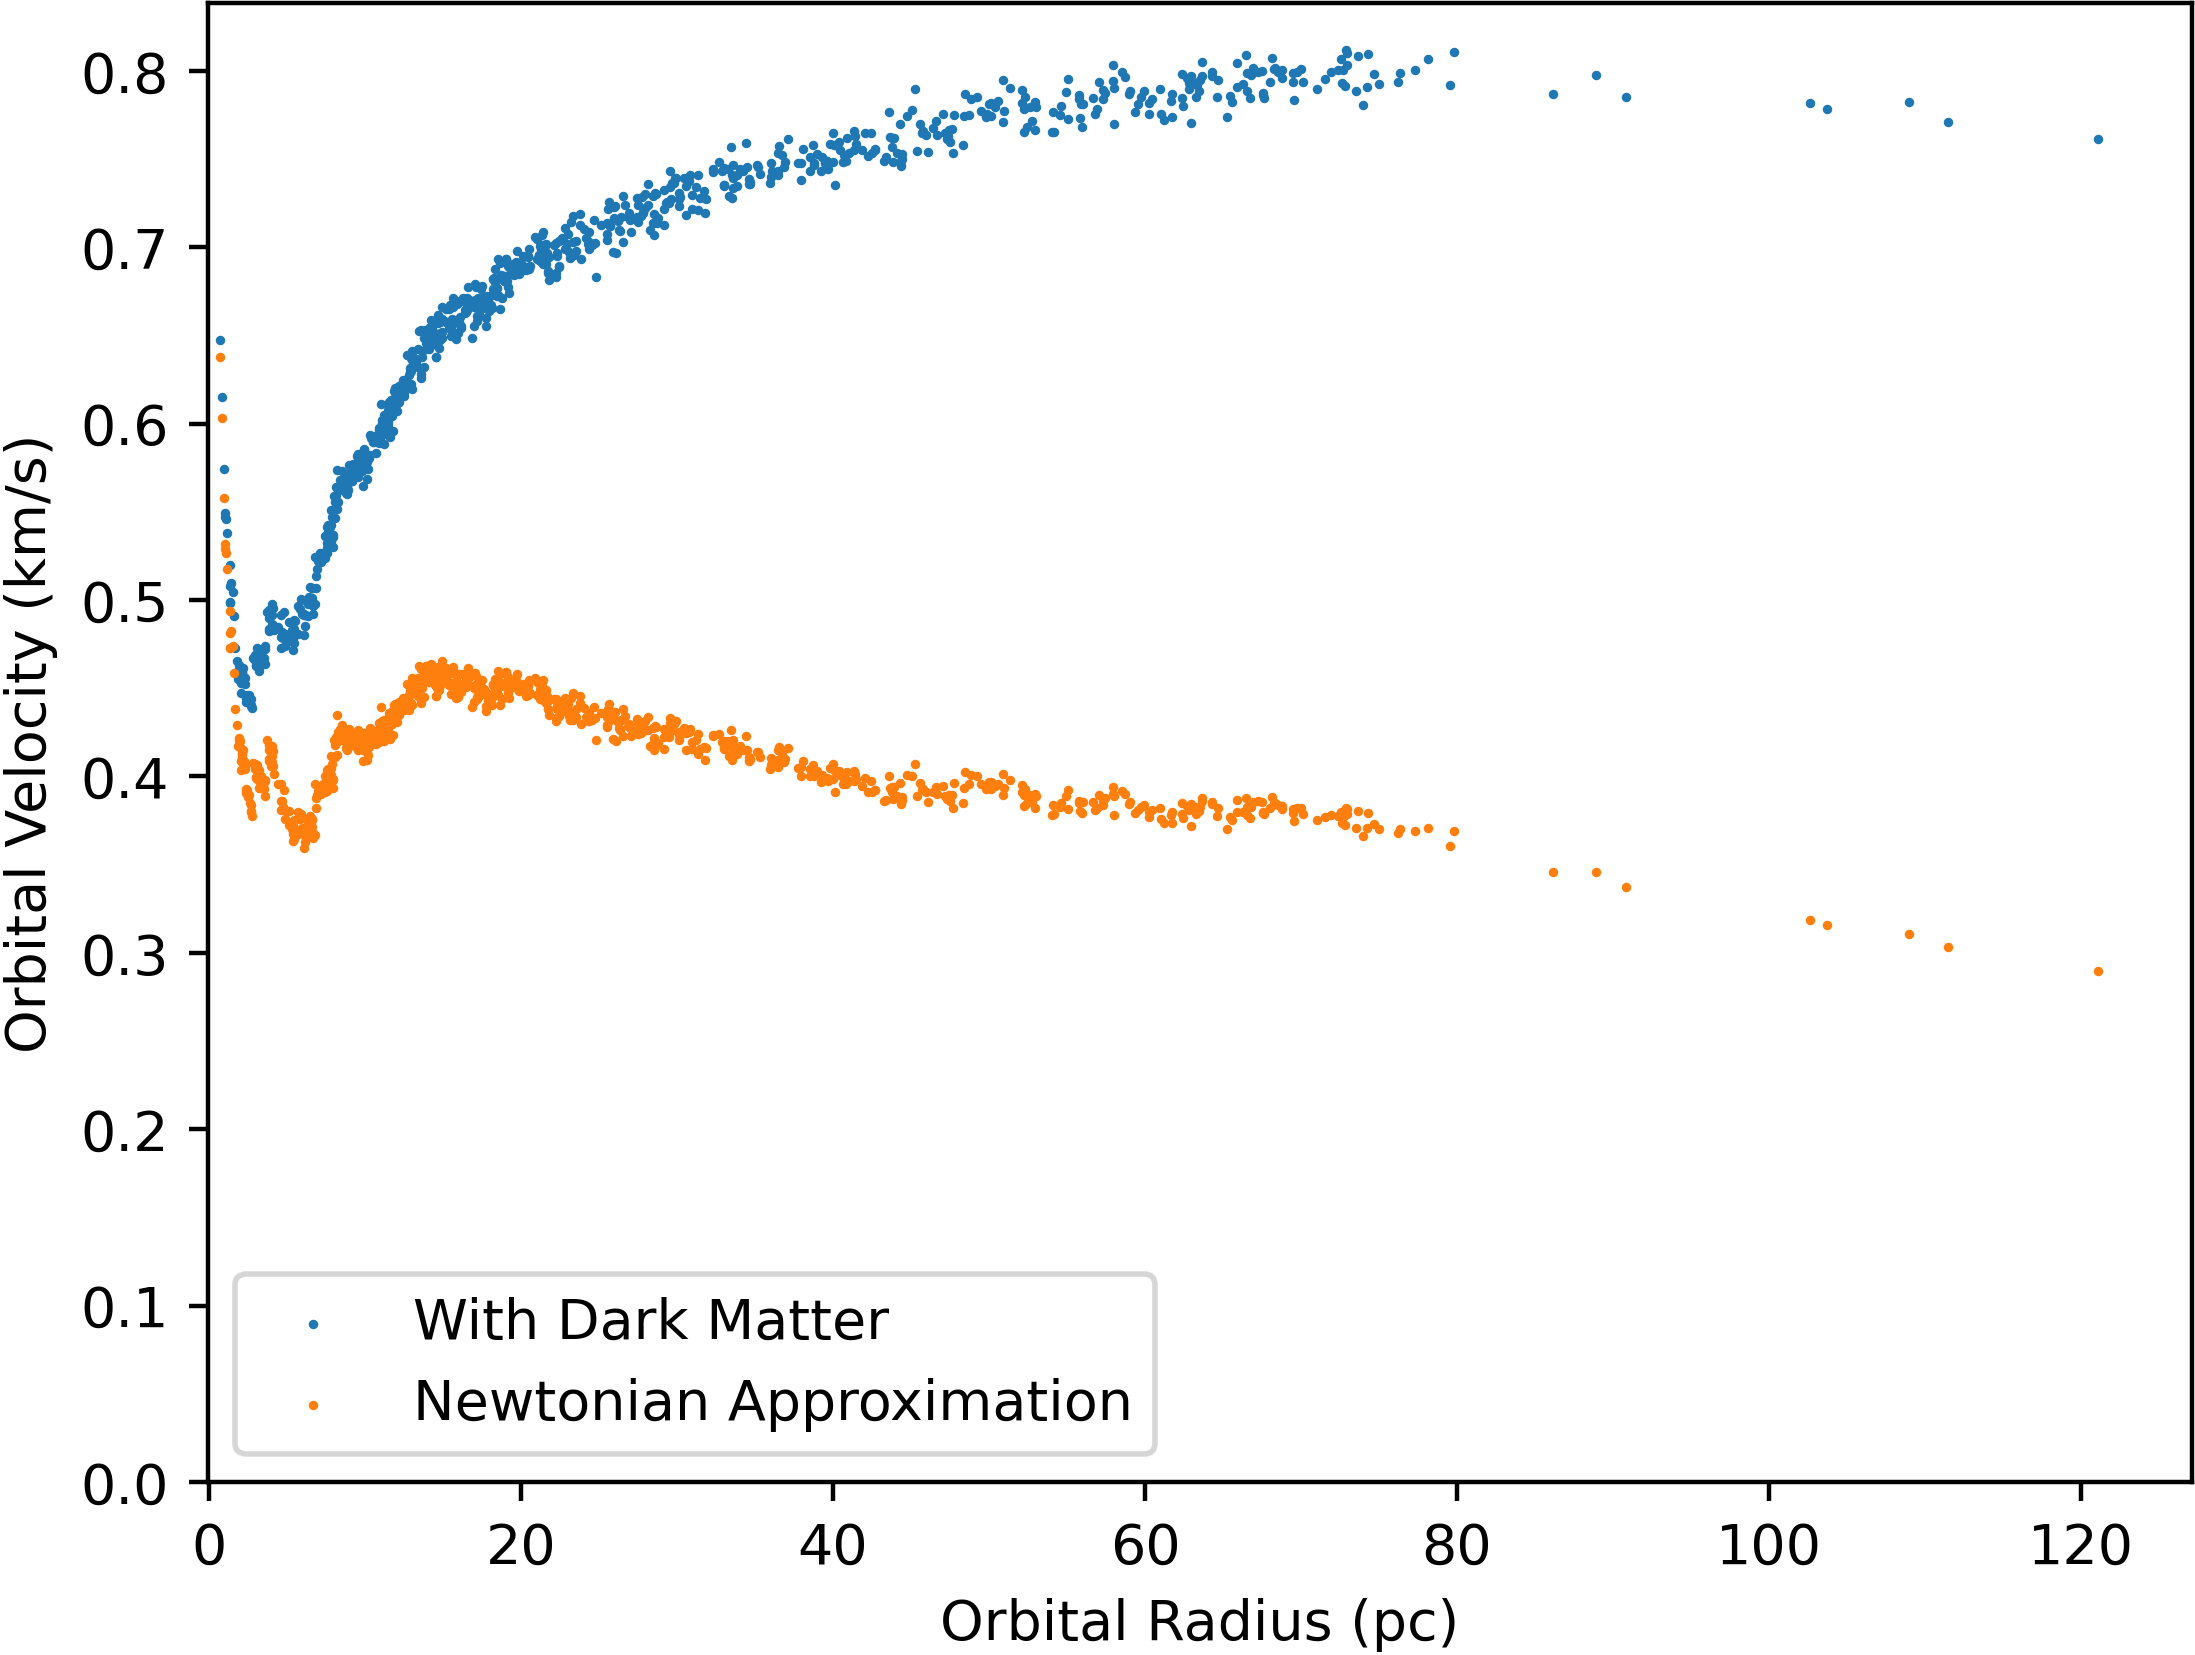 0.8
0.7
0.6
0.5
0.4
0.3
0.2
0.1
0.0
Orbital Velocity (km/s)
With Dark Matter
Newtonian Approximation
0 20 40 60 80 100 120
Orbital Radius (pc)